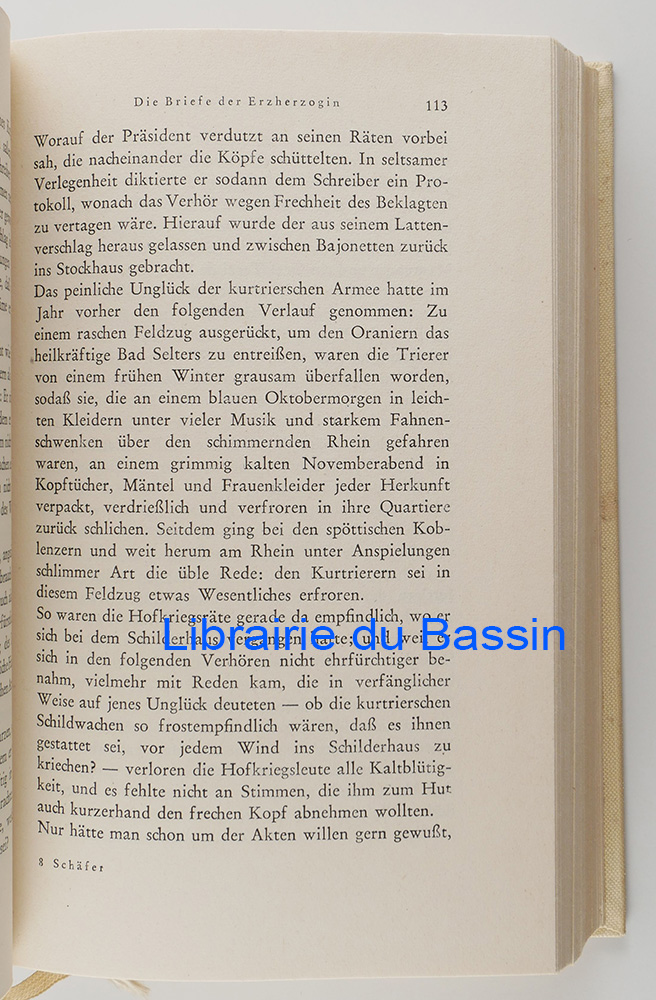 Die Briefe der Erzherzogin 113
Worauf der Präsident verdutzt an seinen Räten vorbei
sah, die nacheinander die Köpfe schüttelten. In seltsamer
Verlegenheit diktierte er sodann dem Schreiber ein Pro-
tokoll, wonach das Verhör wegen Frechheit des Beklagten
zu vertagen wäre. Hierauf wurde der aus seinem Latten-
verschlag heraus gelassen und zwischen Bajonetten zurück
ins Stockhaus gebracht.
Das peinliche Unglück der kurtrierschen Armee hatte im
Jahr vorher den folgenden Verlauf genommen: Zu
einem raschen Feldzug ausgerückt, um den Oraniern das
heilkräftige Bad Selters zu entreißen, waren die Trierer
von einem frühen Winter grausam überfallen worden,
sodaß sie, die an einem blauen Oktobermorgen in leich-
ten Kleidern unter vieler Musik und starkem Fahnen-
schwenken über den schimmernden Rhein gefahren
waren, an einem grimmig kalten Novemberabend in
Kopftücher, Mäntel und Frauenkleider jeder Herkunft
verpackt, verdrießlich und verfroren in ihre Quartiere
zurück schlichen. Seitdem ging bei den spöttischen Kob-
lenzern und weit herum am Rhein unter Anspielungen
schlimmer Art die üble Rede: den Kurtrierern sei in
diesem Feldzug etwas Wesentliches erfroren.
So waren die Hofkriegsräte gerade da empfindlich, wo er
sich bei dem Schilderhaus vergangen hatte; und weil er
Librairie du Bassin
sich in den folgenden Verhören nicht ehrfürchtiger be-
nahm, vielmehr mit Reden kam, die in verfänglicher
Weise auf jenes Unglück deuteten — ob die kurtrierschen
Schildwachen so frostempfindlich wären, daß es ihnen
gestattet sei, vor jedem Wind ins Schilderhaus zu
kriechen? — verloren die Hofkriegsleute alle Kaltblütig-
keit, und es fehlte nicht an Stimmen, die ihm zum Hut
auch kurzerhand den frechen Kopf abnehmen wollten.
Nur hätte man schon um der Akten willen gern gewußt,
8 Schäfer